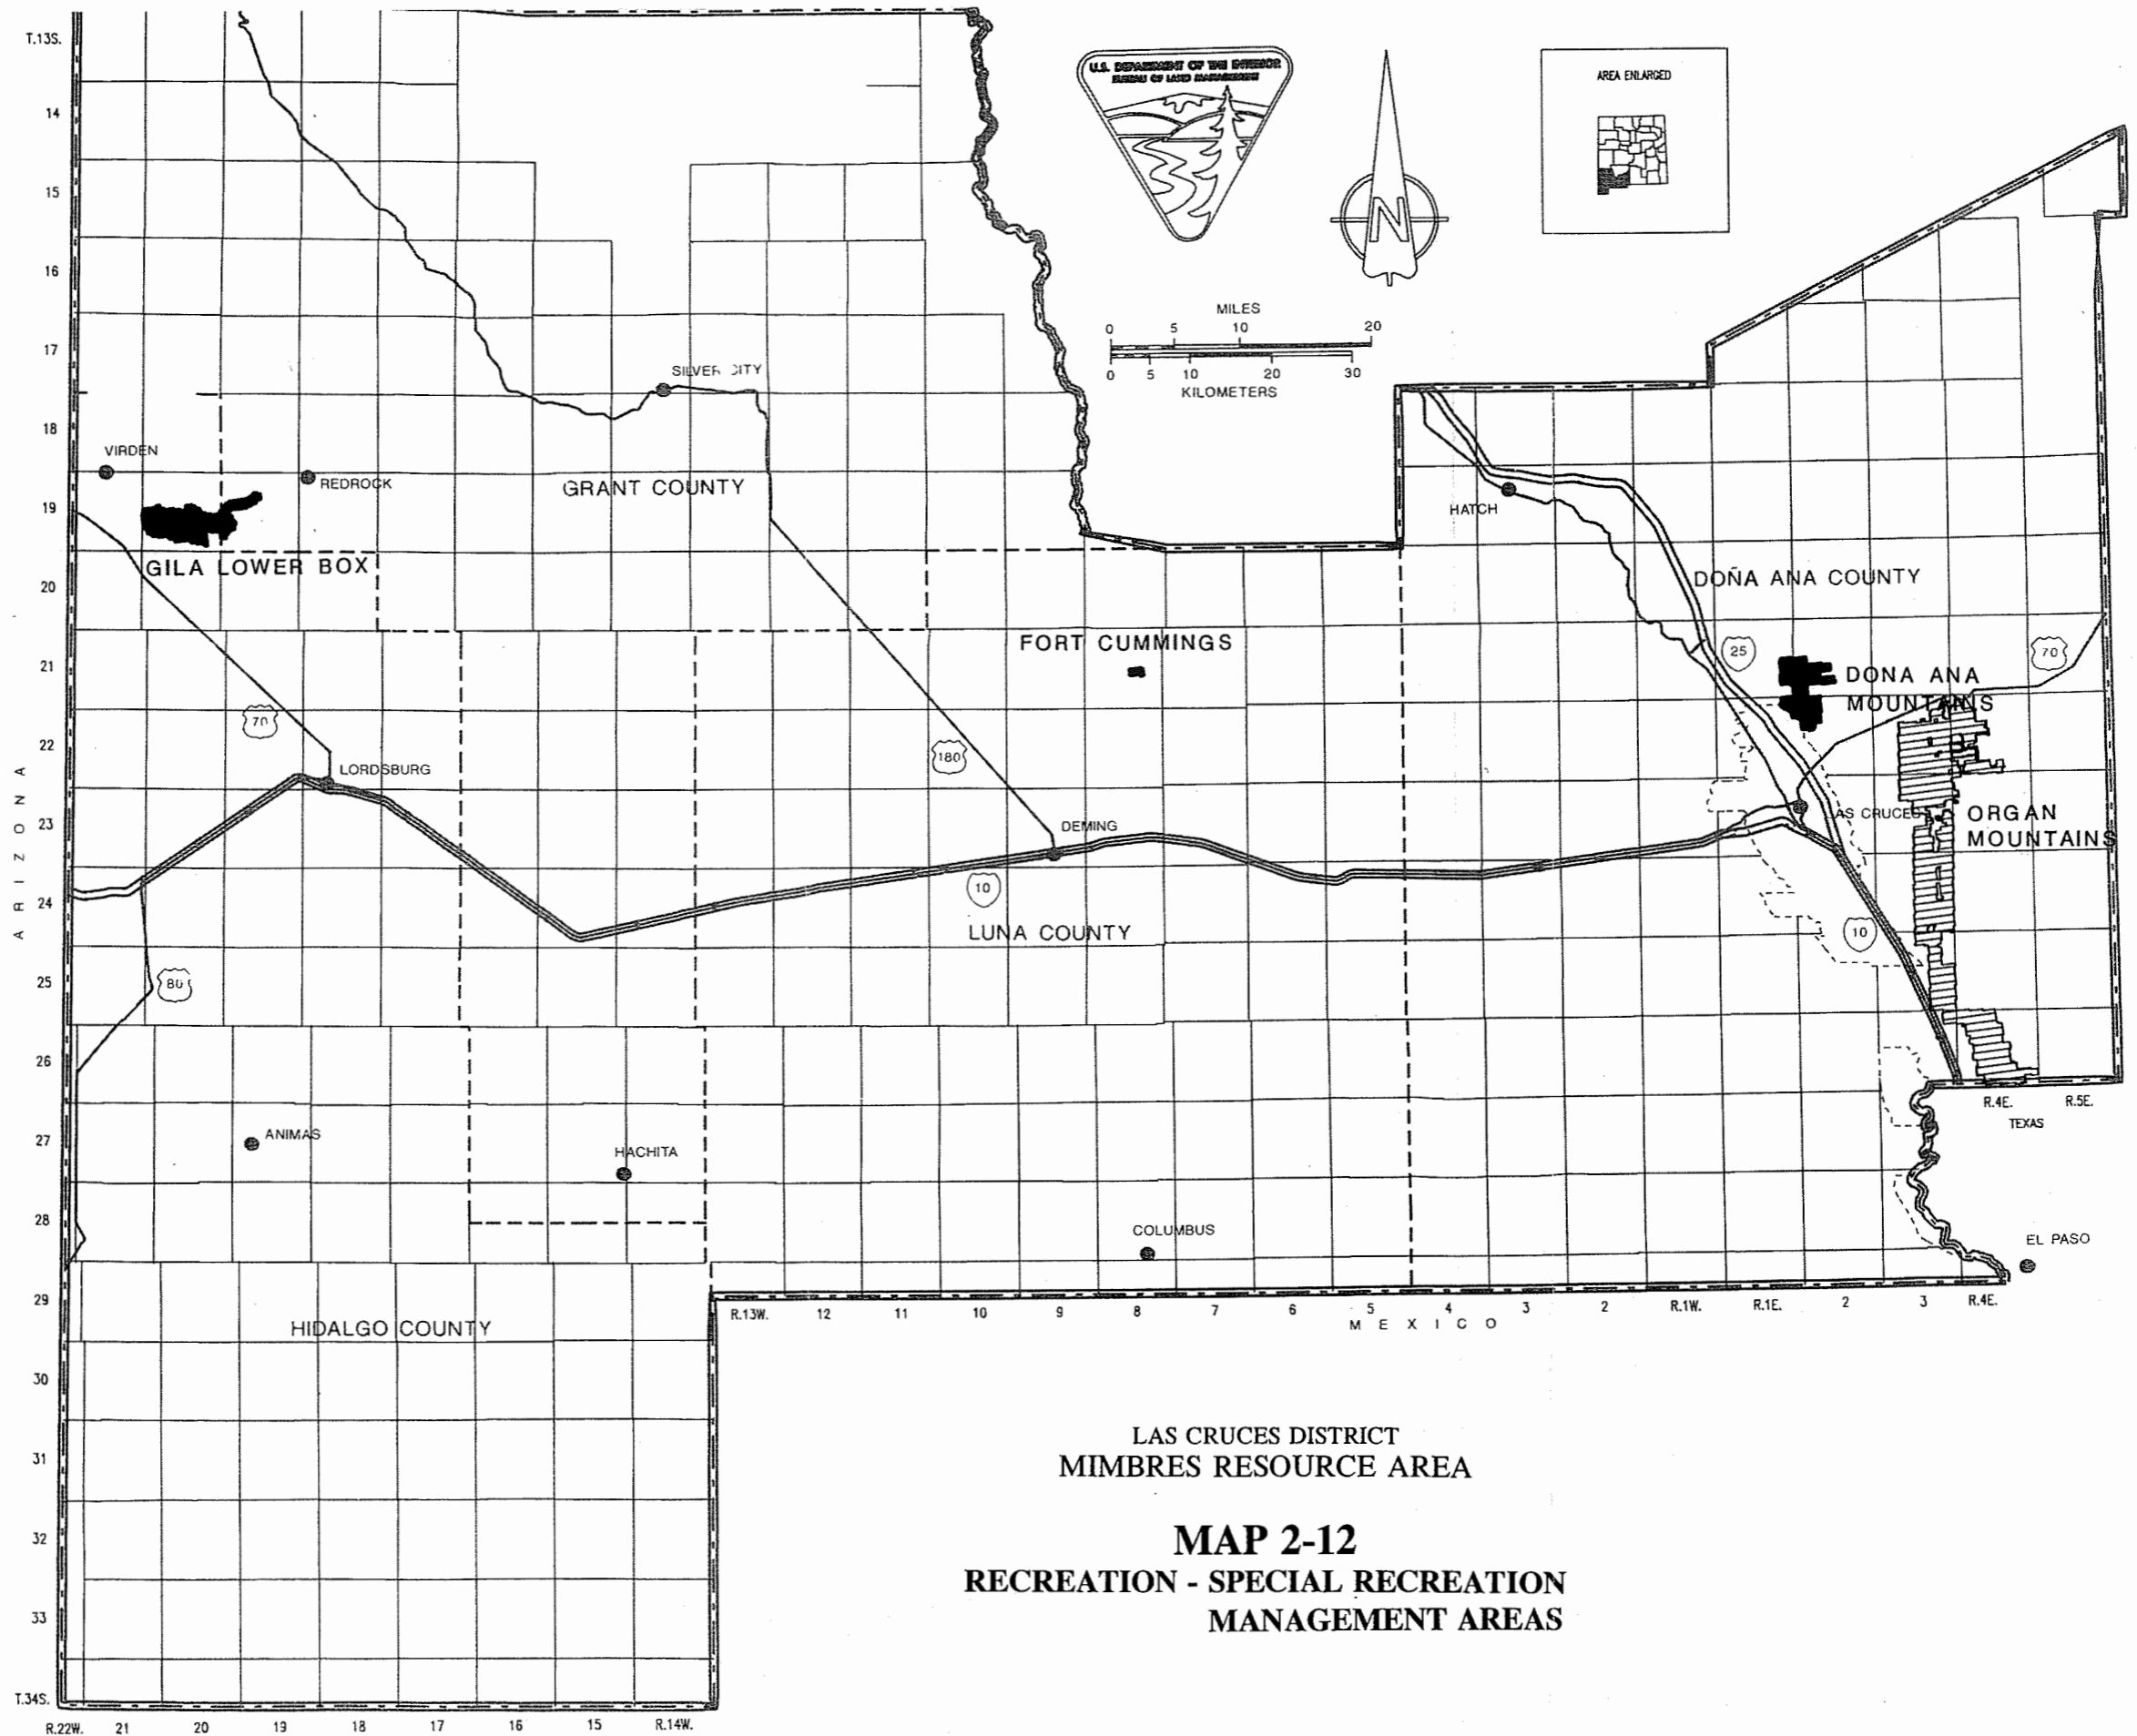 T.13S.
14
15
16
17
18
19
20
21
22
23
24
25
26
27
28
29
30
31
32
33
T.34S.
ARIZONA
U.S. DEPARTMENT OF THE INTERIOR
BUREAU OF LAND MANAGEMENT
N
AREA ENLARGED
MILES
0 5 10 20
0 5 10 20 30
KILOMETERS
SILVER CITY
VIRDEN
REDROCK
GRANT COUNTY
HATCH
GILA LOWER BOX
DOÑA ANA COUNTY
FORT CUMMINGS
25
70
DONA ANA
MOUNTAINS
70
180
LORDSBURG
DEMING
LAS CRUCES
ORGAN
MOUNTAINS
10
LUNA COUNTY
10
80
R.4E. R.5E.
TEXAS
ANIMAS
HACHITA
COLUMBUS
EL PASO
R.13W. 12 11 10 9 8 7 6 5 4 3 2 R.1W. R.1E. 2 3 R.4E.
MEXICO
HIDALGO COUNTY
LAS CRUCES DISTRICT
MIMBRES RESOURCE AREA
MAP 2-12
RECREATION - SPECIAL RECREATION
MANAGEMENT AREAS
R.22W. 21 20 19 18 17 16 15 R.14W.